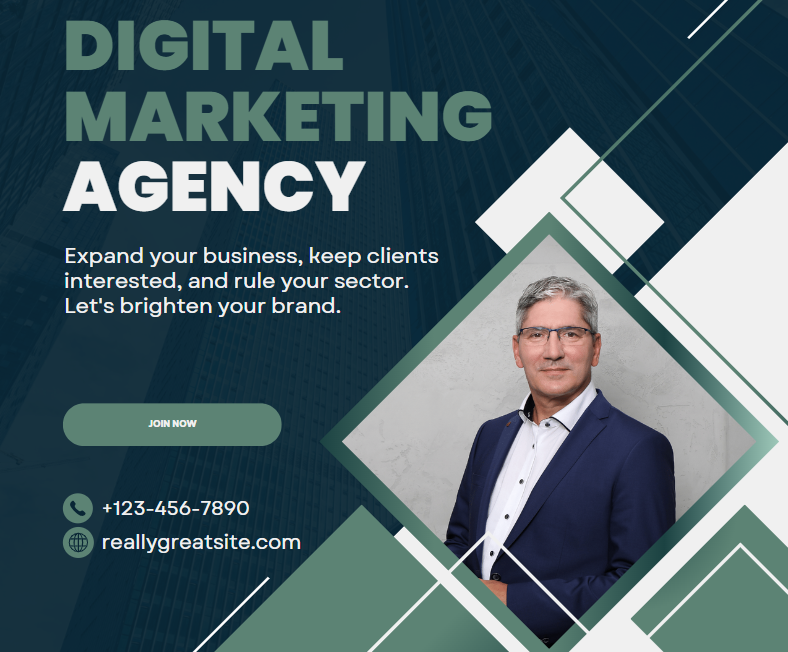 DIGITAL
MARKETING
AGENCY
Expand your business, keep clients
interested, and rule your sector.
Let's brighten your brand.
JOIN NOW
+123-456-7890
reallygreatsite.com